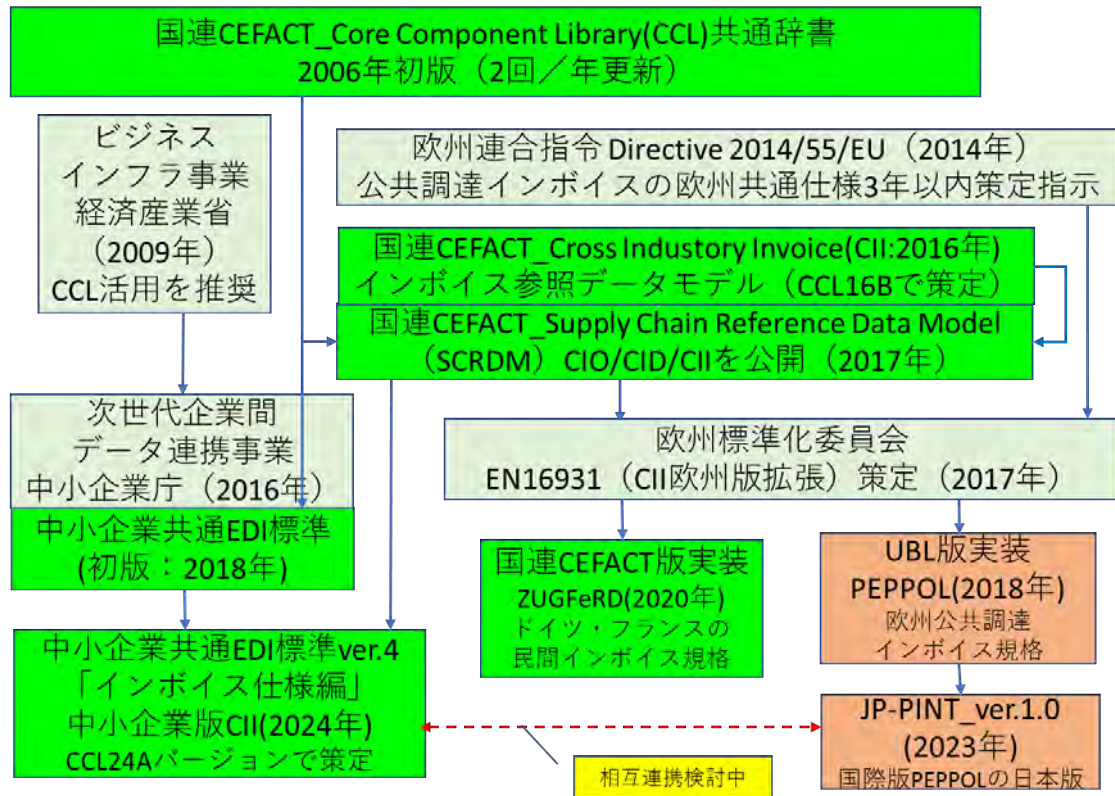 国連CEFACT_Core Component Library(CCL)共通辞書
2006年初版（2回／年更新）
ビジネス
インフラ事業
経済産業省
（2009年）
CCL活用を推奨
欧州連合指令 Directive 2014/55/EU（2014年）
公共調達インボイスの欧州共通仕様3年以内策定指示
国連CEFACT_Cross Industory Invoice(CII:2016年)
インボイス参照データモデル（CCL16Bで策定）
国連CEFACT_Supply Chain Reference Data Model
（SCRDM）CIO/CID/CIIを公開（2017年）
次世代企業間
データ連携事業
中小企業庁（2016年）
欧州標準化委員会
EN16931（CII欧州版拡張）策定（2017年）
中小企業共通EDI標準
(初版：2018年)
国連CEFACT版実装
ZUGFeRD(2020年)
ドイツ・フランスの
民間インボイス規格
UBL版実装
PEPPOL(2018年)
欧州公共調達
インボイス規格
中小企業共通EDI標準ver.4
「インボイス仕様編」
中小企業版CII(2024年)
CCL24Aバージョンで策定
JP-PINT_ver.1.0
(2023年)
国際版PEPPOLの日本版
相互連携検討中